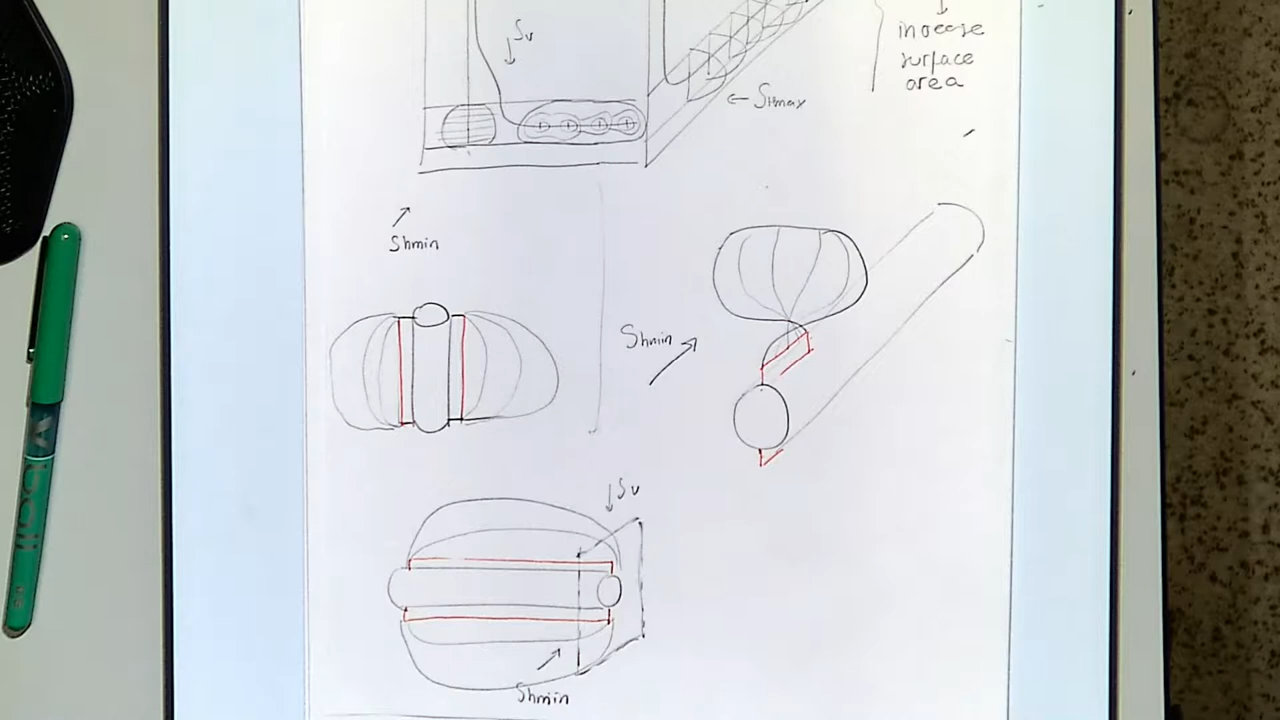 Sv
increase
surface
area
SHmax
Shmin
Shmin
Sv
Shmin